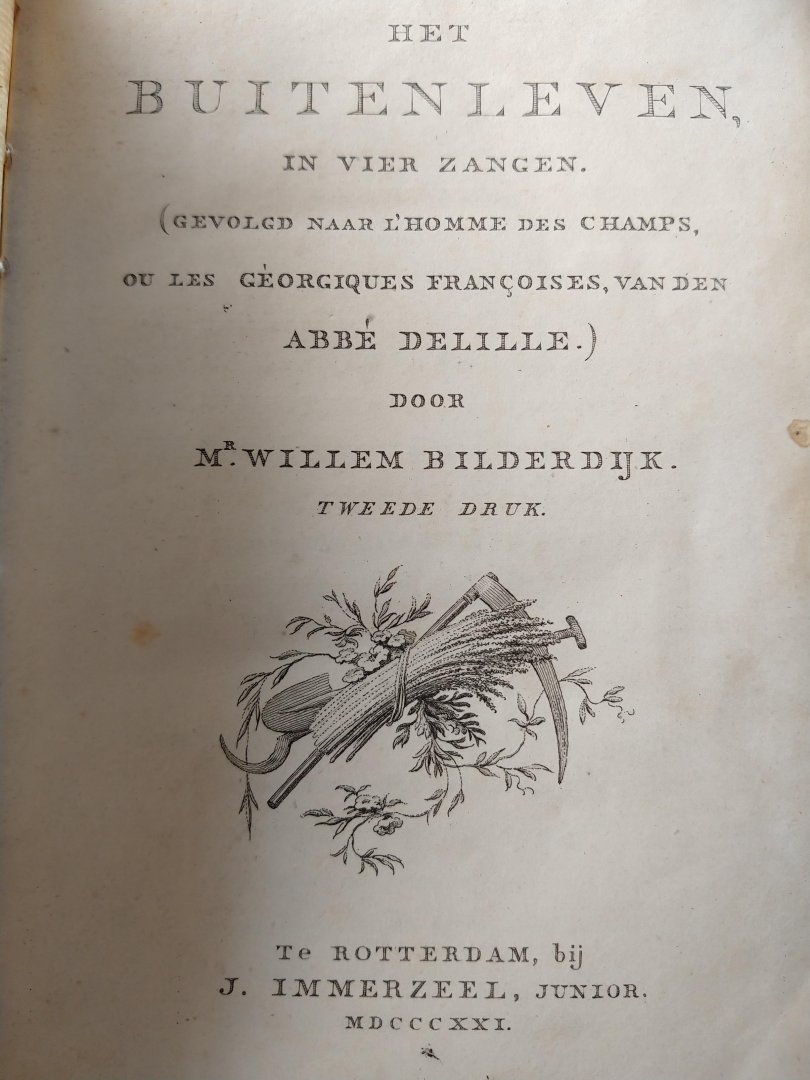 HET
BUITENLEVEN,
IN VIER ZANGEN.
(GEVOLGD NAAR L'HOMME DES CHAMPS,
OU LES GÉORGIQUES FRANÇOISES, VAN DEN
ABBÉ DELILLE.)
DOOR
MR. WILLEM BILDERDIJK.
TWEEDE DRUK.
Te ROTTERDAM, bij
J. IMMERZEEL, JUNIOR.
MDCCCXXI.